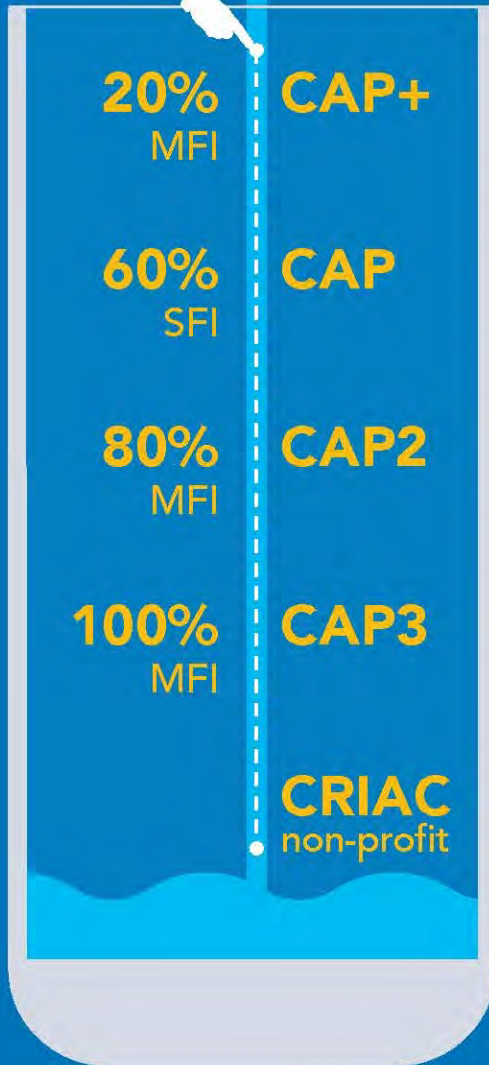 20% CAP+
MFI
60% CAP
SFI
80% CAP2
MFI
100% CAP3
MFI
CRIAC
non-profit